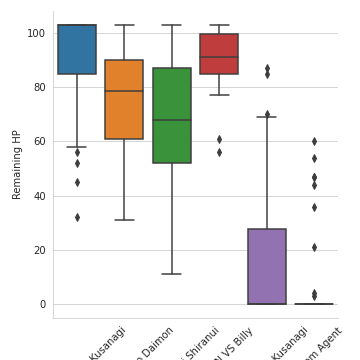 100
80
60
40
20
0
Remaining HP
Kusanagi
Daimon
Shiranui
VS Billy
Kusanagi
Agent